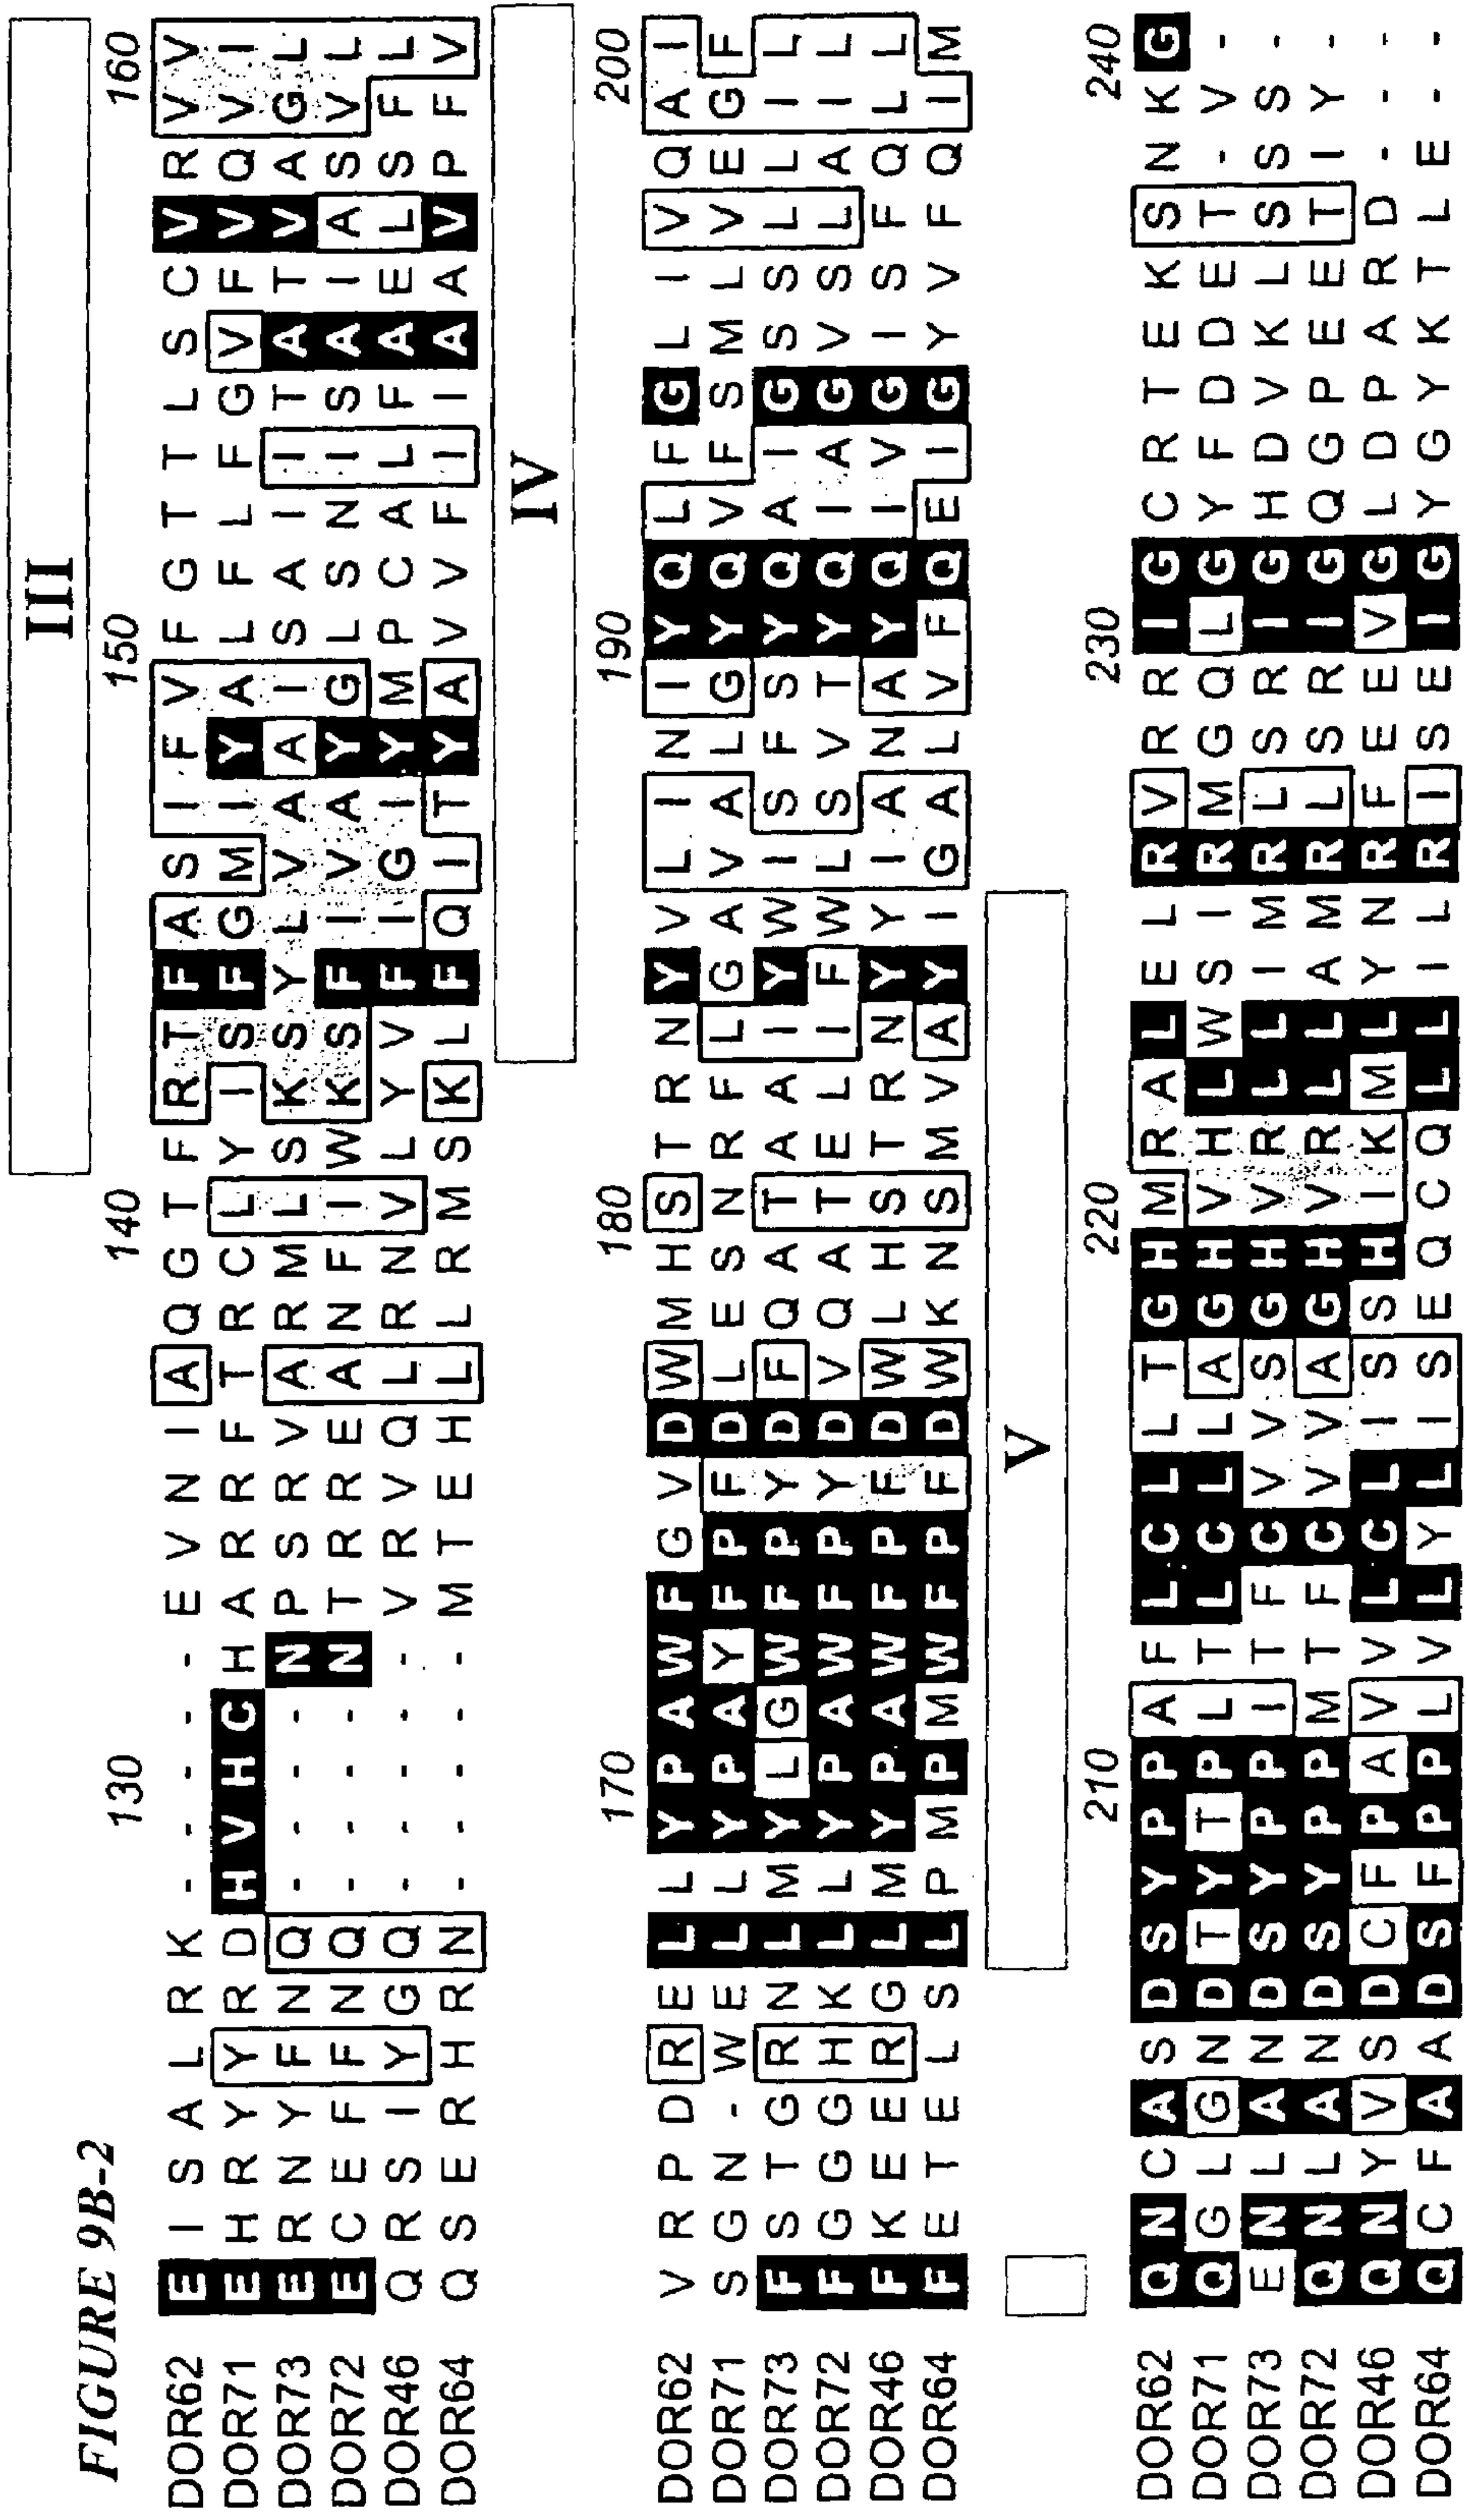 FIGURE 9B-2
III
130 140 150 160
DOR62 E I S A L R K - - - - - E V N I A Q G T F R T F A S I F V F G T T L S C V R V V
DOR71 E H R Y Y R D H V H C H A R R F T R C L Y I S F G M I Y A L F L F G V F V Q V I
DOR73 E R N Y F N Q - - - - N P S R V A R M L S K S Y L V A A I S A I I T A T V A G L
DOR72 E C E F F N Q - - - - N T R R E A N F I W K S F I V A Y G L S N I S A I A S V L
DOR46 Q R S I Y G Q - - - - - V R V Q L R N V L Y V F I G I Y M P C A L F A E L S F L
DOR64 Q S E R H R N - - - - - M T E H L L R M S K L F Q I T Y A V V F I I A A V P F V
IV
170 180 190 200
DOR62 V R P D R E L L Y P A W F G V D W M H S T R N Y V L I N I Y Q L F G L I V Q A I
DOR71 S G N - W E L L Y P A Y F P F D L E S N R F L G A V A L G Y Q V F S M L V E G F
DOR73 F S T G R N L M Y L G W F P Y D F Q A T A A I Y W I S F S Y Q A I G S S L L I L
DOR72 F G G G H K L L Y P A W F P Y D V Q A T E L I F W L S V T Y Q I A G V S L A I L
DOR46 F K E E R G L M Y P A W F P F D W L H S T R N Y Y I A N A Y Q I V G I S F Q L L
DOR64 F E T E L S L P M P M W F P F D W K N S M V A Y I G A L V F Q E I G Y V F Q I M
V
210 220 230 240
DOR62 Q N C A S D S Y P P A F L C L L T G H M R A L E L R V R R I G C R T E K S N K G
DOR71 Q G L G N D T Y T P L T L C L L A G H V H L W S I R M G Q L G Y F D D E T - V -
DOR73 E N L A N D S Y P P I T F C V V S G H V R L L I M R L S R I G H D V K L S S S -
DOR72 Q N L A N D S Y P P M T F C V V A G H V R L L A M R L S R I G Q G P E E T I Y -
DOR46 Q N Y V S D C F P A V V L C L I S S H I K M L Y N R F E E V G L D P A R D - - -
DOR64 Q C F A A D S F P P L V L Y L I S E Q C Q L L I L R I S E I G Y G Y K T L E - -